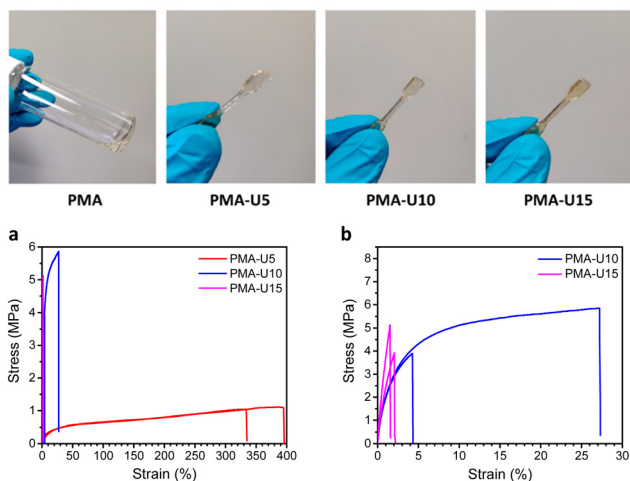 PMA
PMA-U5
PMA-U10
PMA-U15
a
6
5
4
3
2
1
0
Stress (MPa)
PMA-U5
PMA-U10
PMA-U15
0 50 100 150 200 250 300 350 400
Strain (%)
b
8
7
6
5
4
3
2
1
0
Stress (MPa)
PMA-U10
PMA-U15
0 5 10 15 20 25 30
Strain (%)